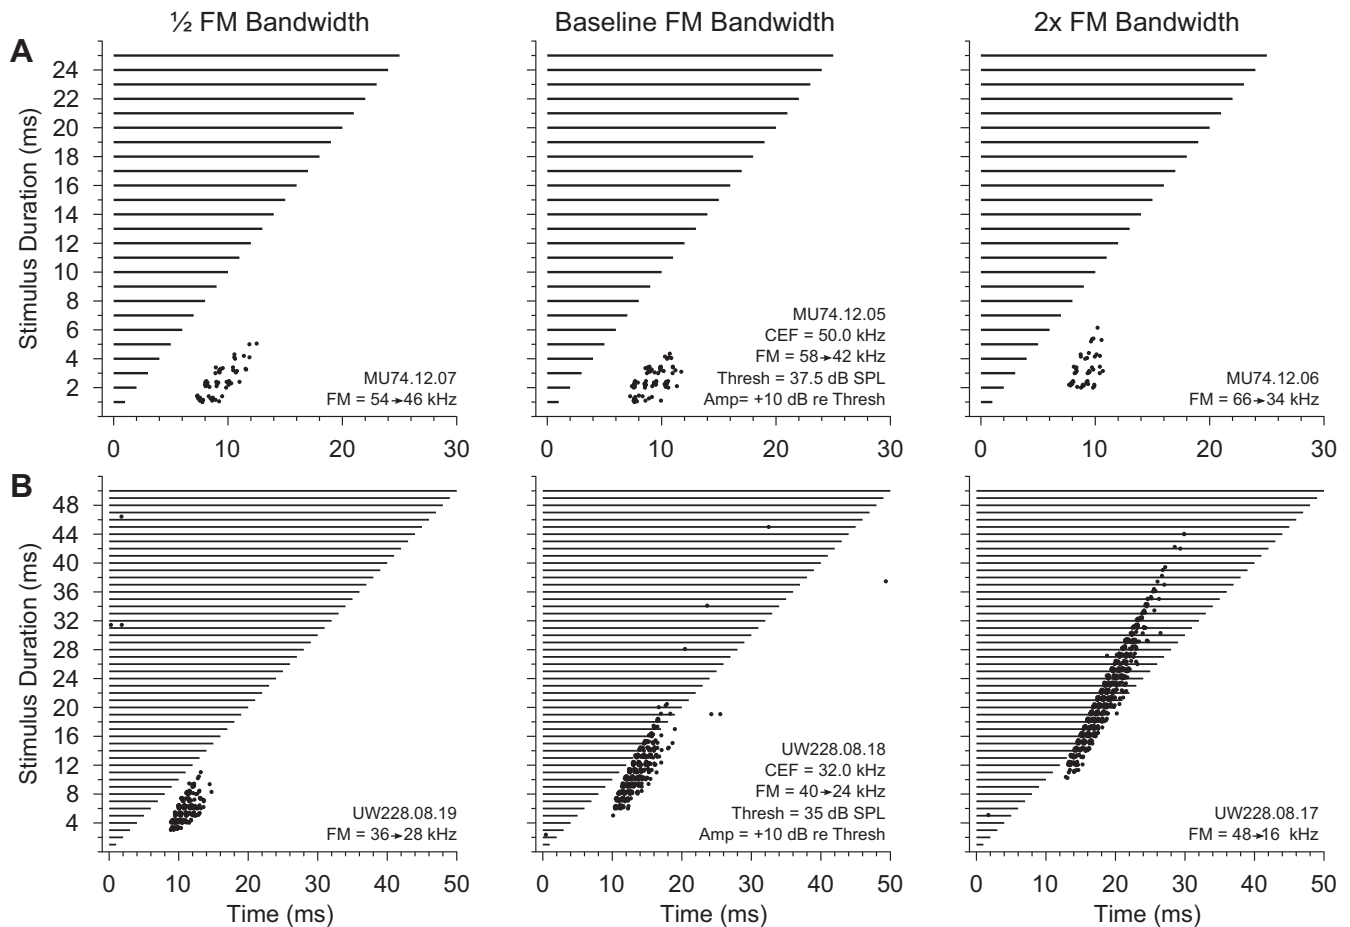 ½ FM Bandwidth
Baseline FM Bandwidth
2x FM Bandwidth
A
Stimulus Duration (ms)
24
22
20
18
16
14
12
10
8
6
4
2
MU74.12.07
FM = 54→46 kHz
0 10 20 30
MU74.12.05
CEF = 50.0 kHz
FM = 58→42 kHz
Thresh = 37.5 dB SPL
Amp= +10 dB re Thresh
0 10 20 30
MU74.12.06
FM = 66→34 kHz
0 10 20 30
B
Stimulus Duration (ms)
48
44
40
36
32
28
24
20
16
12
8
4
UW228.08.19
FM = 36→28 kHz
0 10 20 30 40 50
Time (ms)
UW228.08.18
CEF = 32.0 kHz
FM = 40→24 kHz
Thresh = 35 dB SPL
Amp = +10 dB re Thresh
0 10 20 30 40 50
Time (ms)
UW228.08.17
FM = 48→16 kHz
0 10 20 30 40 50
Time (ms)